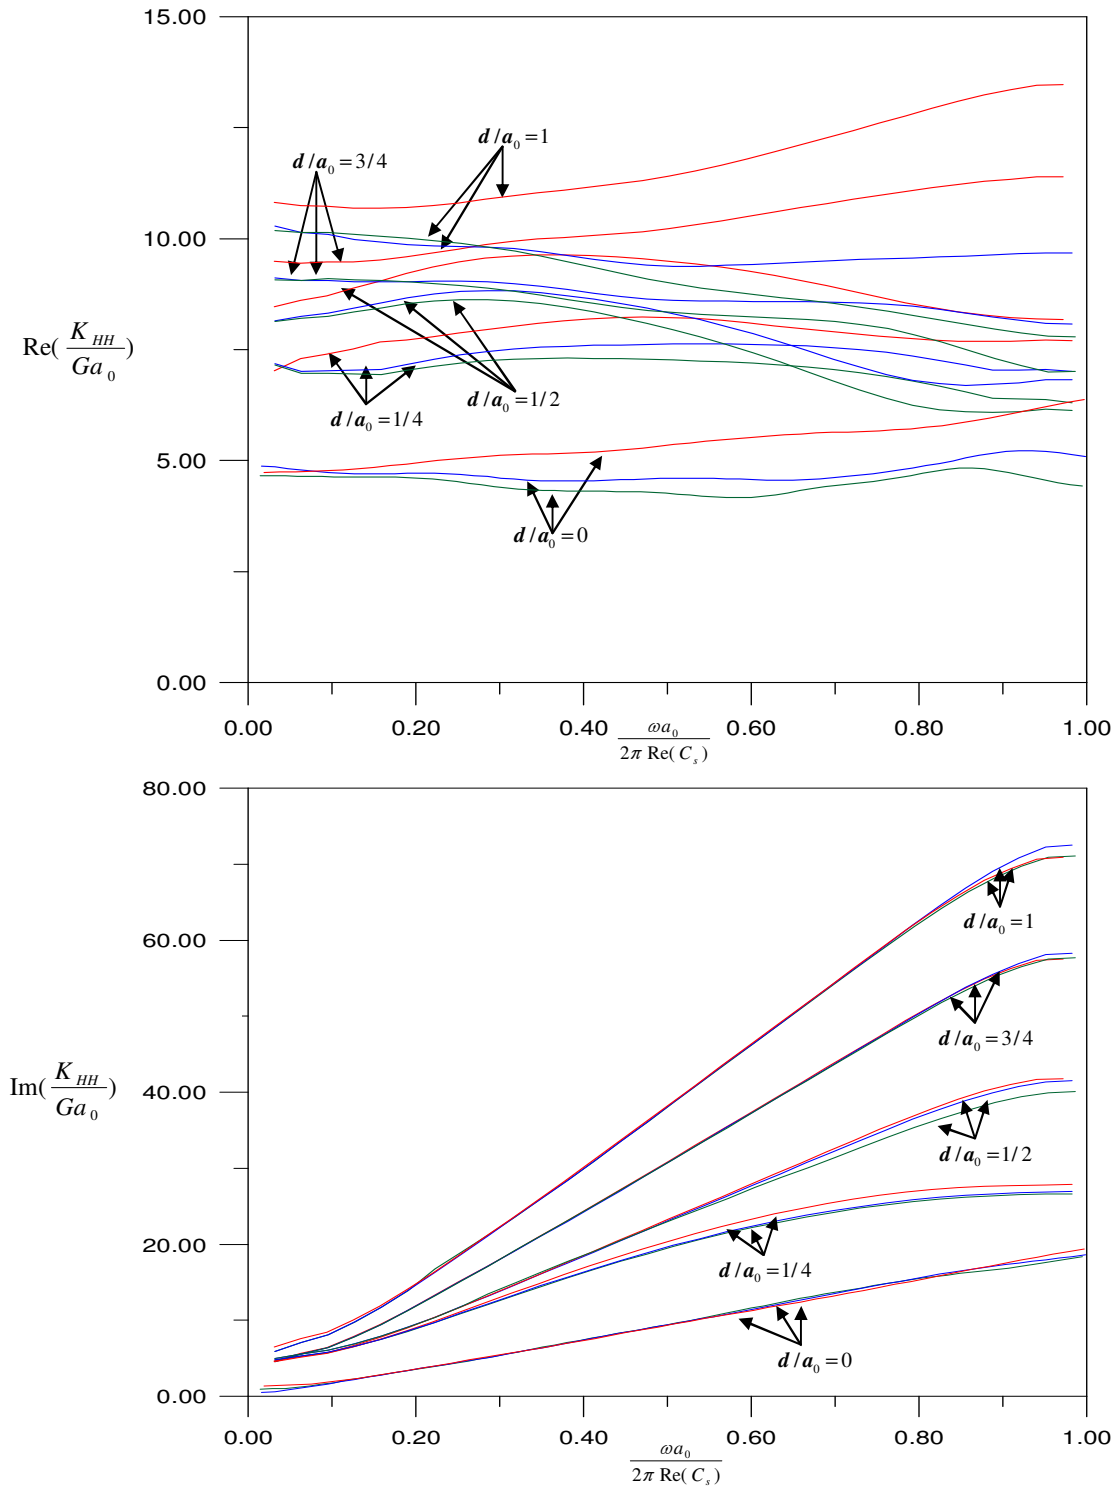 15.00
d/a₀=1
d/a₀=3/4
10.00
Re(K_HH/Ga₀)
d/a₀=1/2
d/a₀=1/4
5.00
d/a₀=0
0.00
0.00 0.20 0.40 0.60 0.80 1.00
ωa₀/2π Re(Cₛ)
80.00
d/a₀=1
60.00
d/a₀=3/4
40.00
Im(K_HH/Ga₀)
d/a₀=1/2
20.00
d/a₀=1/4
d/a₀=0
0.00
0.00 0.20 0.40 0.60 0.80 1.00
ωa₀/2π Re(Cₛ)